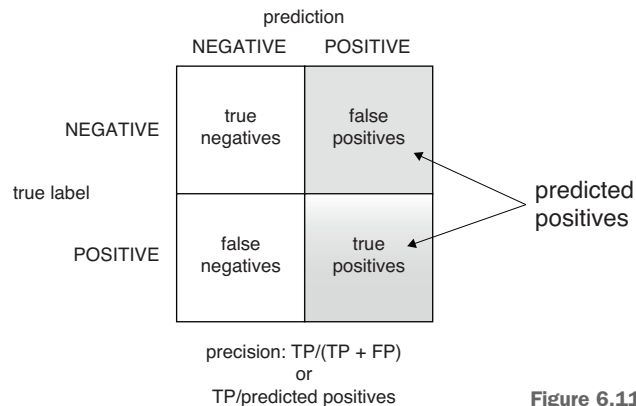 prediction
NEGATIVE POSITIVE
NEGATIVE
true
negatives
false
positives
true label
predicted
positives
POSITIVE
false
negatives
true
positives
precision: TP/(TP + FP)
or
TP/predicted positives
Figure 6.11